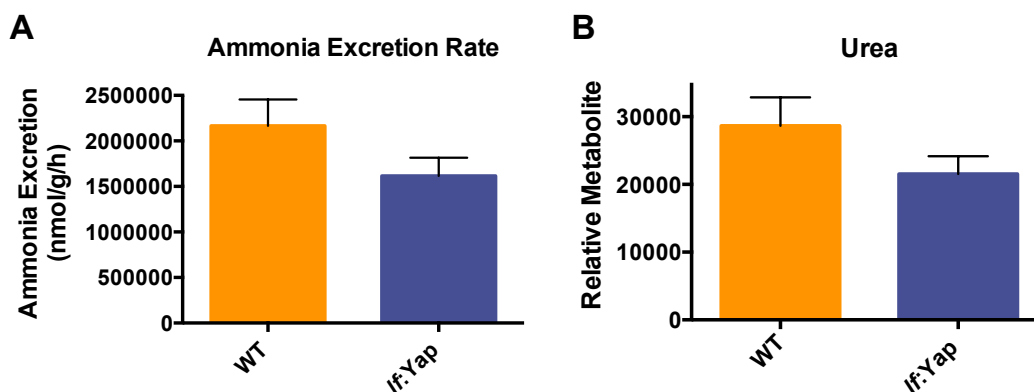 A
Ammonia Excretion Rate
Ammonia Excretion
(nmol/g/h)
2500000
2000000
1500000
1000000
500000
0
WT
lf:Yap
B
Urea
Relative Metabolite
30000
20000
10000
0
WT
lf:Yap